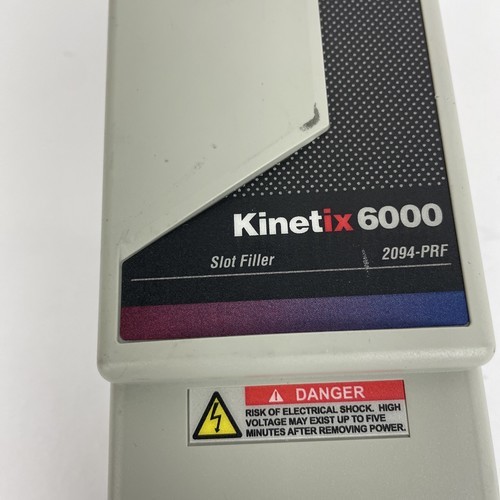 Kinetix 6000
Slot Filler 2094-PRF
DANGER
RISK OF ELECTRICAL SHOCK. HIGH
VOLTAGE MAY EXIST UP TO FIVE
MINUTES AFTER REMOVING POWER.